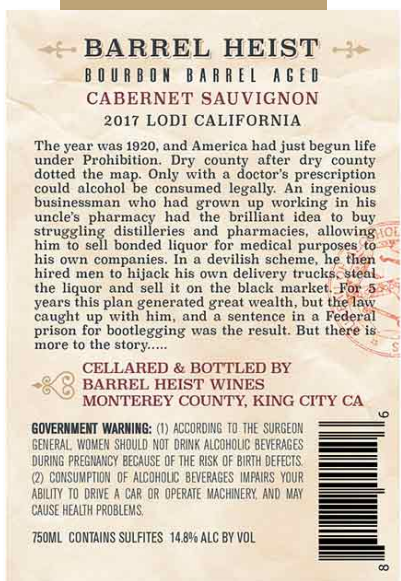 BARREL HEIST
BOURBON BARREL AGED
CABERNET SAUVIGNON
2017 LODI CALIFORNIA
The year was 1920, and America had just begun life
under Prohibition. Dry county after dry county
dotted the map. Only with a doctor's prescription
could alcohol be consumed legally. An ingenious
businessman who had grown up working in his
uncle's pharmacy had the brilliant idea to buy
struggling distilleries and pharmacies, allowing
him to sell bonded liquor for medical purposes to
his own companies. In a devilish scheme, he then
hired men to hijack his own delivery trucks, steal
the liquor and sell it on the black market. For 5
years this plan generated great wealth, but the law
caught up with him, and a sentence in a Federal
prison for bootlegging was the result. But there is
more to the story.....
CELLARED & BOTTLED BY
BARREL HEIST WINES
MONTEREY COUNTY, KING CITY CA
GOVERNMENT WARNING: (1) ACCORDING TO THE SURGEON
GENERAL, WOMEN SHOULD NOT DRINK ALCOHOLIC BEVERAGES
DURING PREGNANCY BECAUSE OF THE RISK OF BIRTH DEFECTS.
(2) CONSUMPTION OF ALCOHOLIC BEVERAGES IMPAIRS YOUR
ABILITY TO DRIVE A CAR OR OPERATE MACHINERY, AND MAY
CAUSE HEALTH PROBLEMS.
750ML CONTAINS SULFITES 14.8% ALC BY VOL
9
8